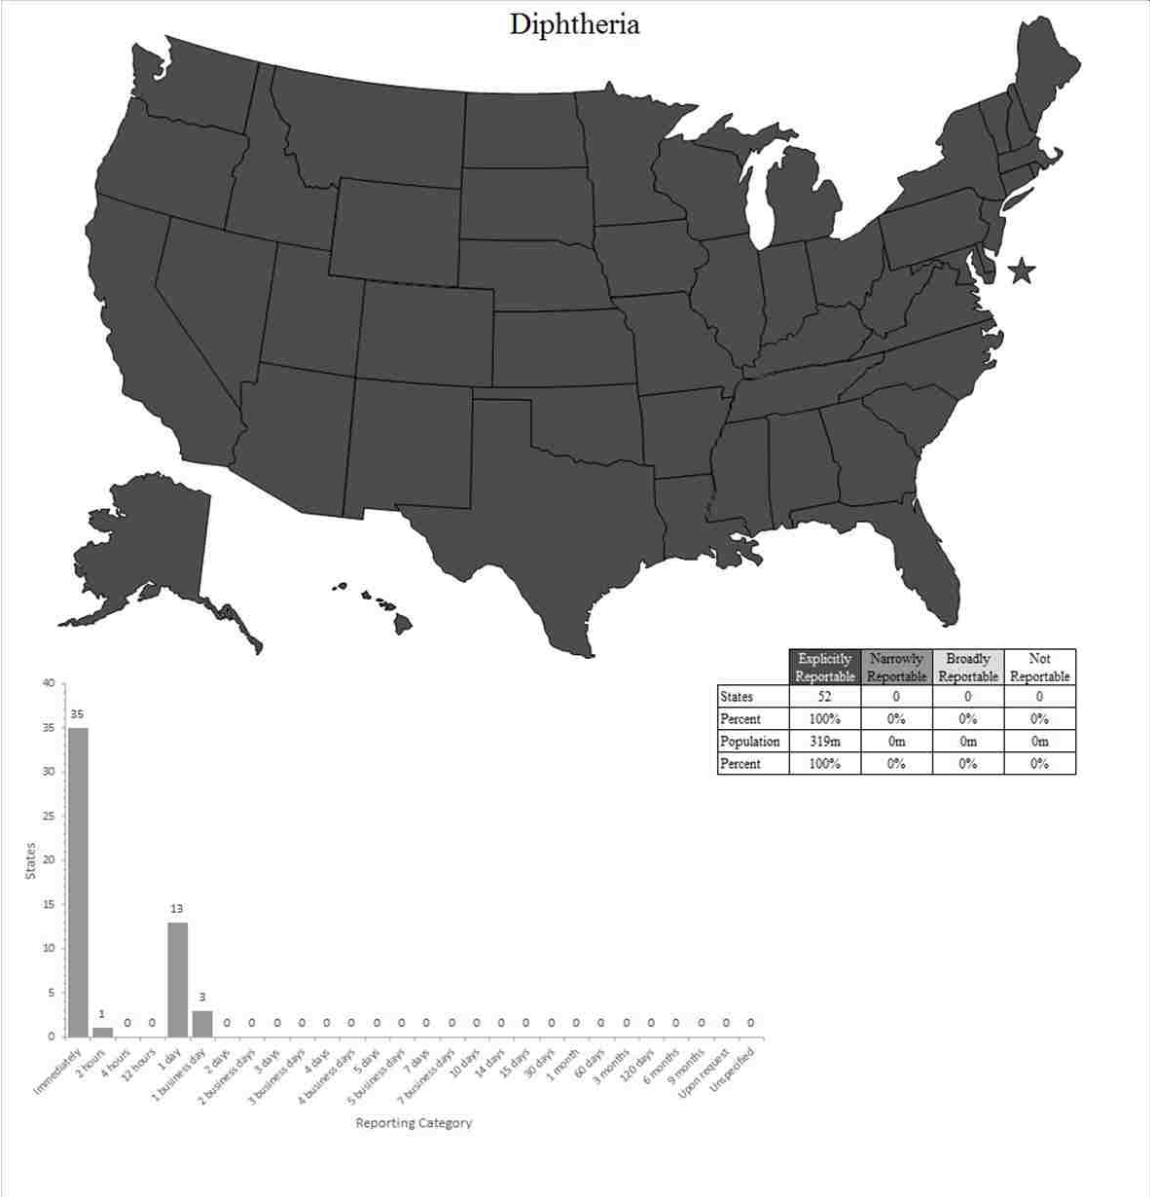 Diphtheria
Explicitly Reportable Narrowly Reportable Broadly Reportable Not Reportable
States 52 0 0 0
Percent 100% 0% 0% 0%
Population 319m 0m 0m 0m
Percent 100% 0% 0% 0%
40
35
30
25
20
15
10
5
0
States
35 1 0 0 13 3 0 0 0 0 0 0 0 0 0 0 0 0 0 0 0 0 0 0 0 0 0 0
Immediately
2 hours
4 hours
12 hours
1 day
1 business day
2 days
2 business days
3 days
3 business days
4 days
4 business days
5 days
5 business days
7 days
7 business days
10 days
14 days
15 days
30 days
1 month
60 days
3 months
120 days
6 months
9 months
Upon request
Unspecified
Reporting Category